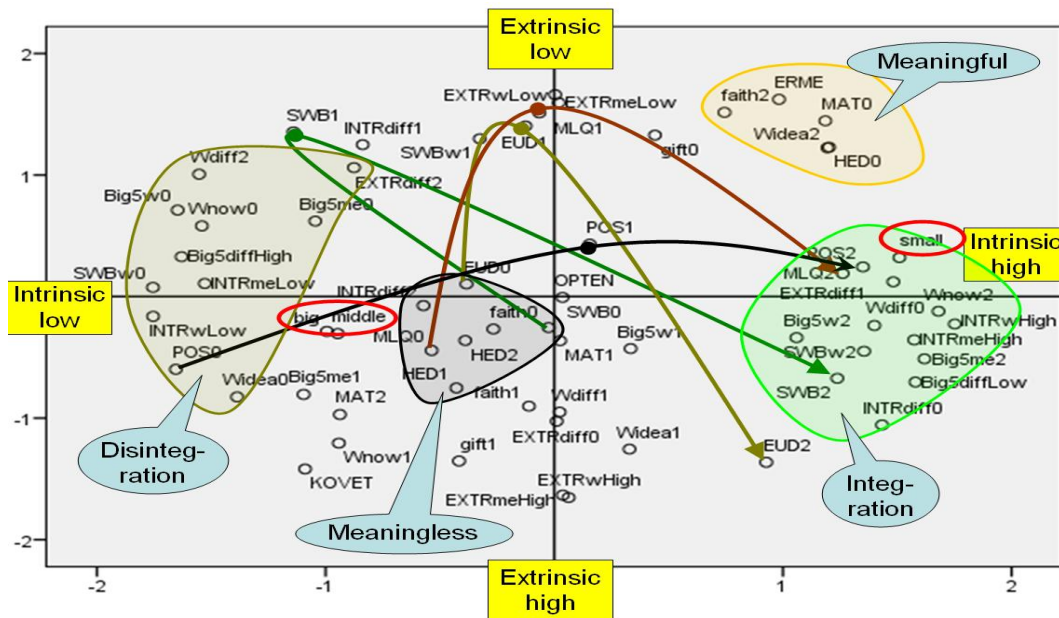 Extrinsic
low
Meaningful
2
ERME
EXTRwLow
EXTRmeLow
faith2
MAT0
SWB1
INTRdiff1
MLQ1
SWBw1
EUD1
Widea2
HED0
gift0
Wdiff2
EXTRdiff2
1
Big5w0
Wnow0
Big5me0
POS1
small
POS2
Intrinsic
high
Big5diffHigh
EUD0
SWBw0
INTRmeLow
INTRdiff2
OPTEN
MLQ2
EXTRdiff1
Wnow2
Intrinsic
low
0
big
middle
faith0
SWB0
Wdiff0
INTRwHigh
INTRwLow
MLQ0
Big5w1
Big5w2
INTRmeHigh
POS0
HED2
MAT1
SWBw2
Big5me2
HED1
Widea0
Big5me1
faith1
SWB2
Big5diffLow
MAT2
Wdiff1
INTRdiff0
-1
Disinteg-
ration
Wnow1
gift1
EXTRdiff0
Widea1
EUD2
KOVET
EXTRwHigh
Integ-
ration
EXTRmeHigh
Meaningless
-2
Extrinsic
high
-2
-1
0
1
2